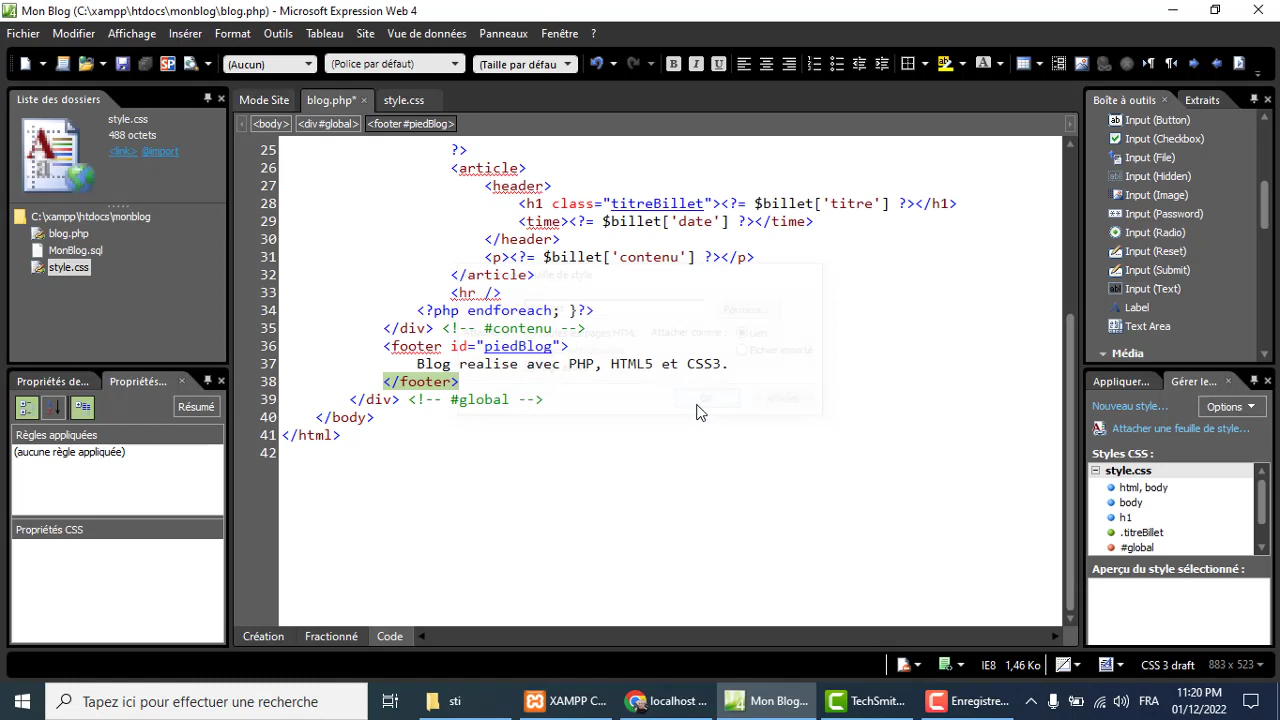 Mon Blog (C:\xampp\htdocs\monblog\blog.php) - Microsoft Expression Web 4
Fichier Modifier Affichage Insérer Format Outils Tableau Site Vue de données Panneaux Fenêtre ?
(Aucun) (Police par défaut) (Taille par défau
Liste des dossiers
style.css
488 octets
<link> @import
C:\xampp\htdocs\monblog
blog.php
MonBlog.sql
style.css
Propriétés de... Propriétés...
Résumé
Règles appliquées
(aucune règle appliquée)
Propriétés CSS
Mode Site blog.php* style.css
<body> <div#global> <footer#piedBlog>
25 ?>
26 <article>
27 <header>
28 <h1 class="titreBillet"><?= $billet['titre'] ?></h1>
29 <time><?= $billet['date'] ?></time>
30 </header>
31 <p><?= $billet['contenu'] ?></p>
32 </article>
33 <hr />
34 <?php endforeach; }?>
35 </div> <!-- #contenu -->
36 <footer id="piedBlog">
37 Blog realise avec PHP, HTML5 et CSS3.
38 </footer>
39 </div> <!-- #global -->
40 </body>
41 </html>
42
Attacher comme :
Lien
Fichier importé
Création Fractionné Code
Boîte à outils Extraits
Input (Button)
Input (Checkbox)
Input (File)
Input (Hidden)
Input (Image)
Input (Password)
Input (Radio)
Input (Reset)
Input (Submit)
Input (Text)
Label
Text Area
Média
Appliquer... Gérer le...
Nouveau style... Options
Attacher une feuille de style...
Styles CSS :
style.css
html, body
body
h1
.titreBillet
#global
Aperçu du style sélectionné :
IE8 1,46 Ko CSS 3 draft 883 x 523
Tapez ici pour effectuer une recherche
sti
XAMPP C...
localhost ...
Mon Blog...
TechSmit...
Enregistre...
FRA
11:20 PM
01/12/2022